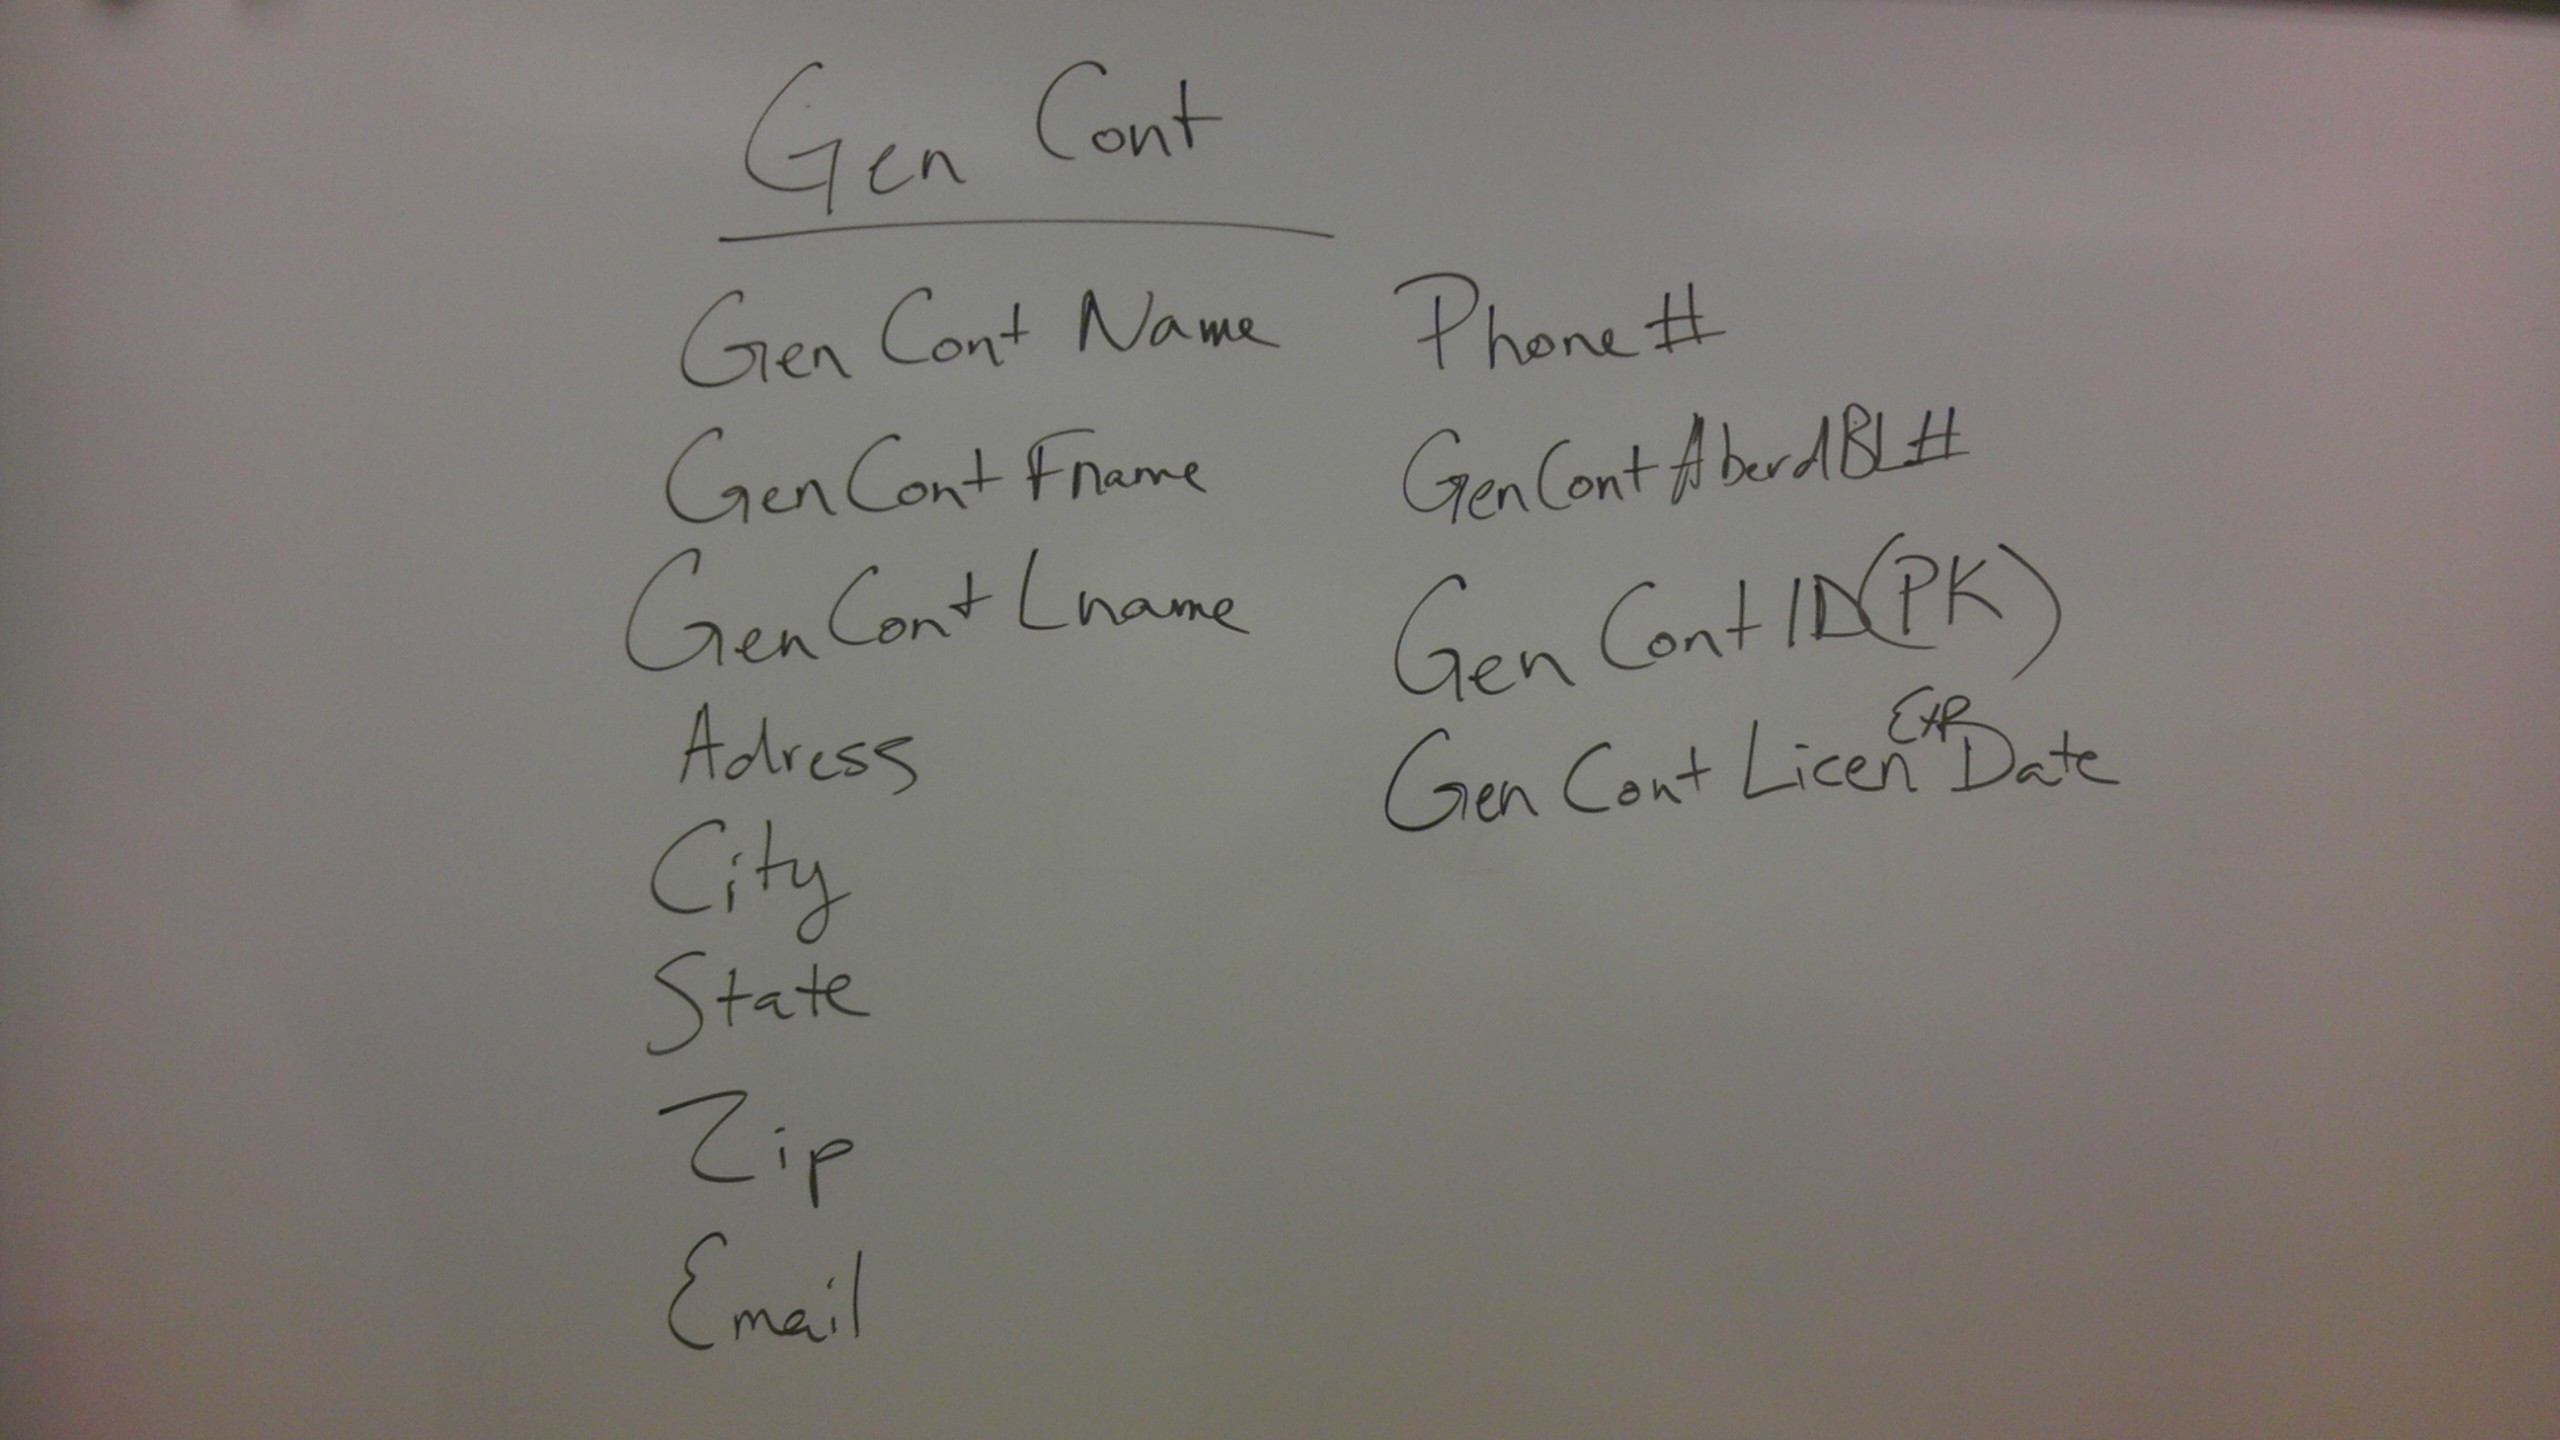 Gen Cont
Gen Cont Name
Gen Cont Fname
Gen Cont Lname
Adress
City
State
Zip
Email
Phone #
Gen Cont AberdBL#
Gen Cont ID (PK)
Gen Cont Licen EXP Date